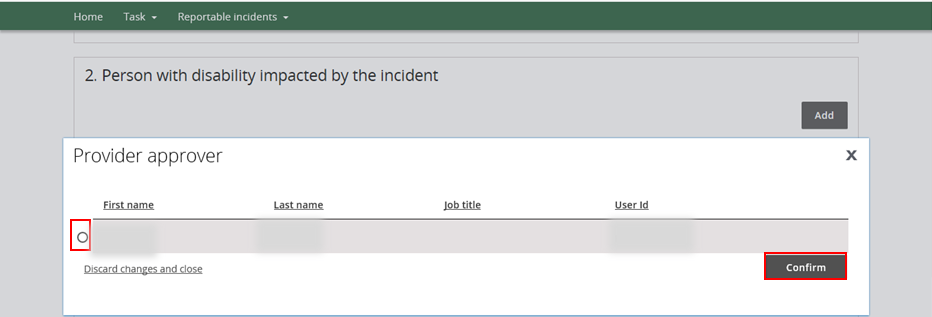 Home Task Reportable incidents
2. Person with disability impacted by the incident
Add
Provider approver X
First name Last name Job title User Id
Discard changes and close Confirm